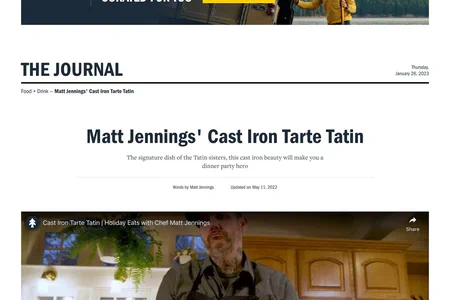 CURATED FOR YOU
THE JOURNAL
Thursday,
January 26, 2023
Food + Drink – Matt Jennings' Cast Iron Tarte Tatin
Matt Jennings' Cast Iron Tarte Tatin
The signature dish of the Tatin sisters, this cast iron beauty will make you a
dinner party hero
Words by Matt Jennings
Updated on May 11, 2022
Cast Iron Tarte Tatin | Holiday Eats with Chef Matt Jennings
Share